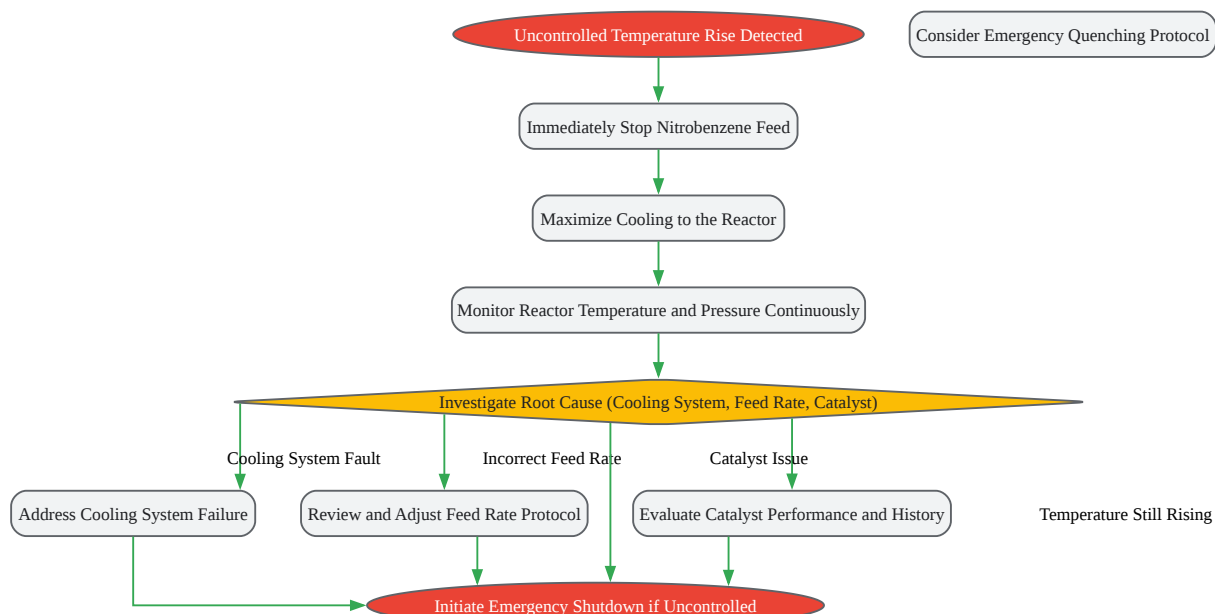 Uncontrolled Temperature Rise Detected
Consider Emergency Quenching Protocol
Immediately Stop Nitrobenzene Feed
Maximize Cooling to the Reactor
Monitor Reactor Temperature and Pressure Continuously
Investigate Root Cause (Cooling System, Feed Rate, Catalyst)
Cooling System Fault
Incorrect Feed Rate
Catalyst Issue
Address Cooling System Failure
Review and Adjust Feed Rate Protocol
Evaluate Catalyst Performance and History
Temperature Still Rising
Initiate Emergency Shutdown if Uncontrolled